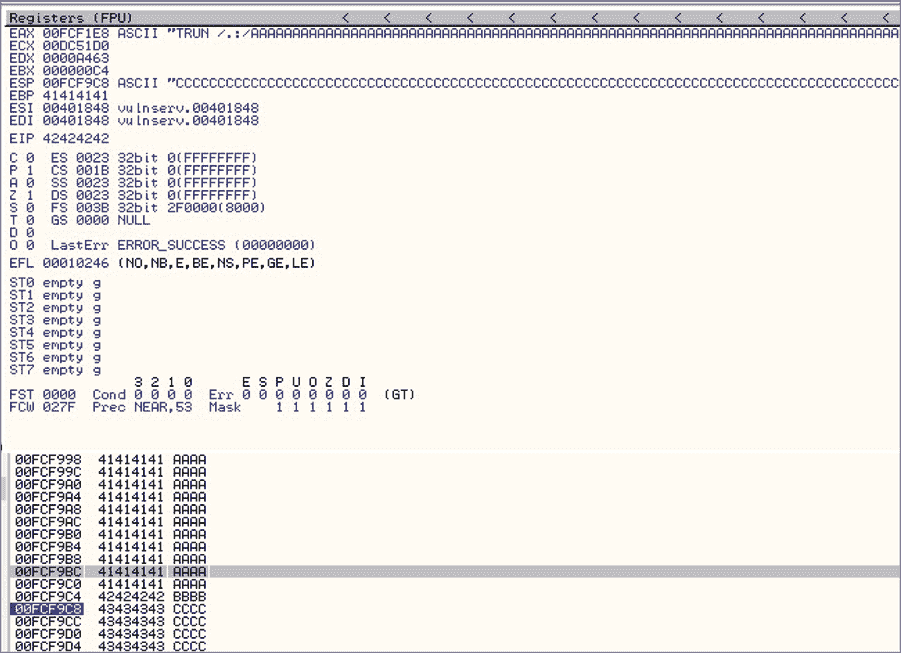 Registers (FPU) < < < < < < < < < < < < < <
EAX 00FCF1E8 ASCII "TRUN /.:/AAAAAAAAAAAAAAAAAAAAAAAAAAAAAAAAAAAAAAAAAAAAAAAAAAAAAAAAAAAAAAAAAAAAAAAAAAAAAA
ECX 00DC51D0
EDX 0000A463
EBX 000000C4
ESP 00FCF9C8 ASCII "CCCCCCCCCCCCCCCCCCCCCCCCCCCCCCCCCCCCCCCCCCCCCCCCCCCCCCCCCCCCCCCCCCCCCCCCCCCCCCCCCCCCCCC
EBP 41414141
ESI 00401848 vulnserv.00401848
EDI 00401848 vulnserv.00401848
EIP 42424242
C 0 ES 0023 32bit 0(FFFFFFFF)
P 1 CS 001B 32bit 0(FFFFFFFF)
A 0 SS 0023 32bit 0(FFFFFFFF)
Z 1 DS 0023 32bit 0(FFFFFFFF)
S 0 FS 003B 32bit 2F0000(8000)
T 0 GS 0000 NULL
D 0
O 0 LastErr ERROR_SUCCESS (00000000)
EFL 00010246 (NO,NB,E,BE,NS,PE,GE,LE)
ST0 empty g
ST1 empty g
ST2 empty g
ST3 empty g
ST4 empty g
ST5 empty g
ST6 empty g
ST7 empty g
3 2 1 0 E S P U O Z D I
FST 0000 Cond 0 0 0 0 Err 0 0 0 0 0 0 0 0 (GT)
FCW 027F Prec NEAR,53 Mask 1 1 1 1 1 1
00FCF998 41414141 AAAA
00FCF99C 41414141 AAAA
00FCF9A0 41414141 AAAA
00FCF9A4 41414141 AAAA
00FCF9A8 41414141 AAAA
00FCF9AC 41414141 AAAA
00FCF9B0 41414141 AAAA
00FCF9B4 41414141 AAAA
00FCF9B8 41414141 AAAA
00FCF9BC 41414141 AAAA
00FCF9C0 41414141 AAAA
00FCF9C4 42424242 BBBB
00FCF9C8 43434343 CCCC
00FCF9CC 43434343 CCCC
00FCF9D0 43434343 CCCC
00FCF9D4 43434343 CCCC